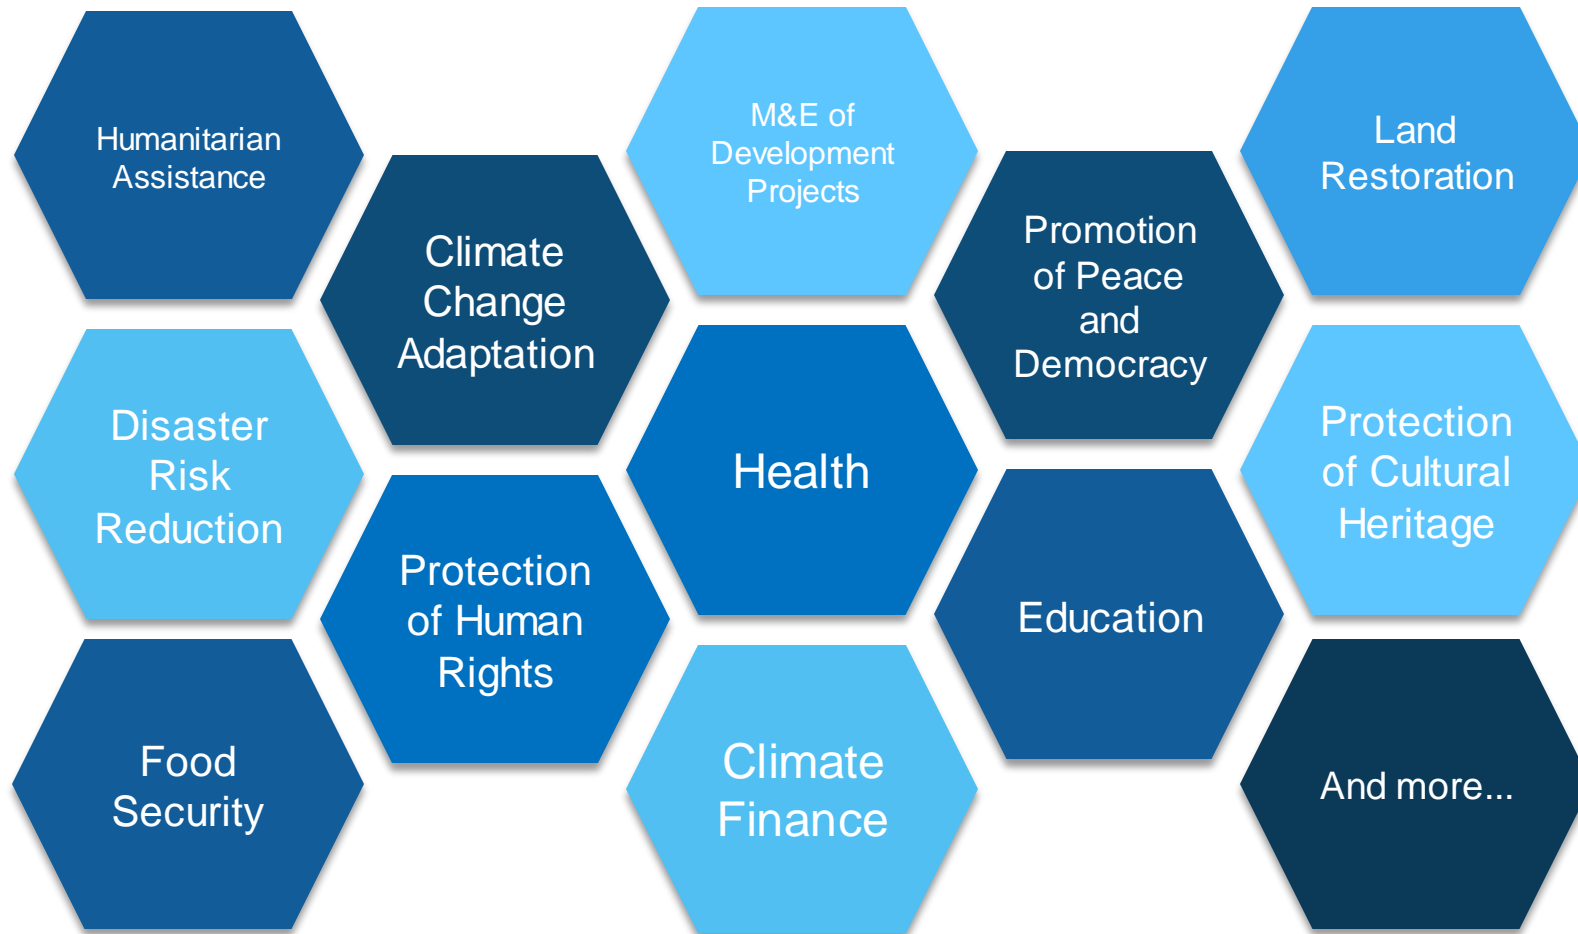 Humanitarian
Assistance
M&E of
Development
Projects
Land
Restoration
Climate
Change
Adaptation
Promotion
of Peace
and
Democracy
Disaster
Risk
Reduction
Health
Protection
of Cultural
Heritage
Protection
of Human
Rights
Education
Food
Security
Climate
Finance
And more...